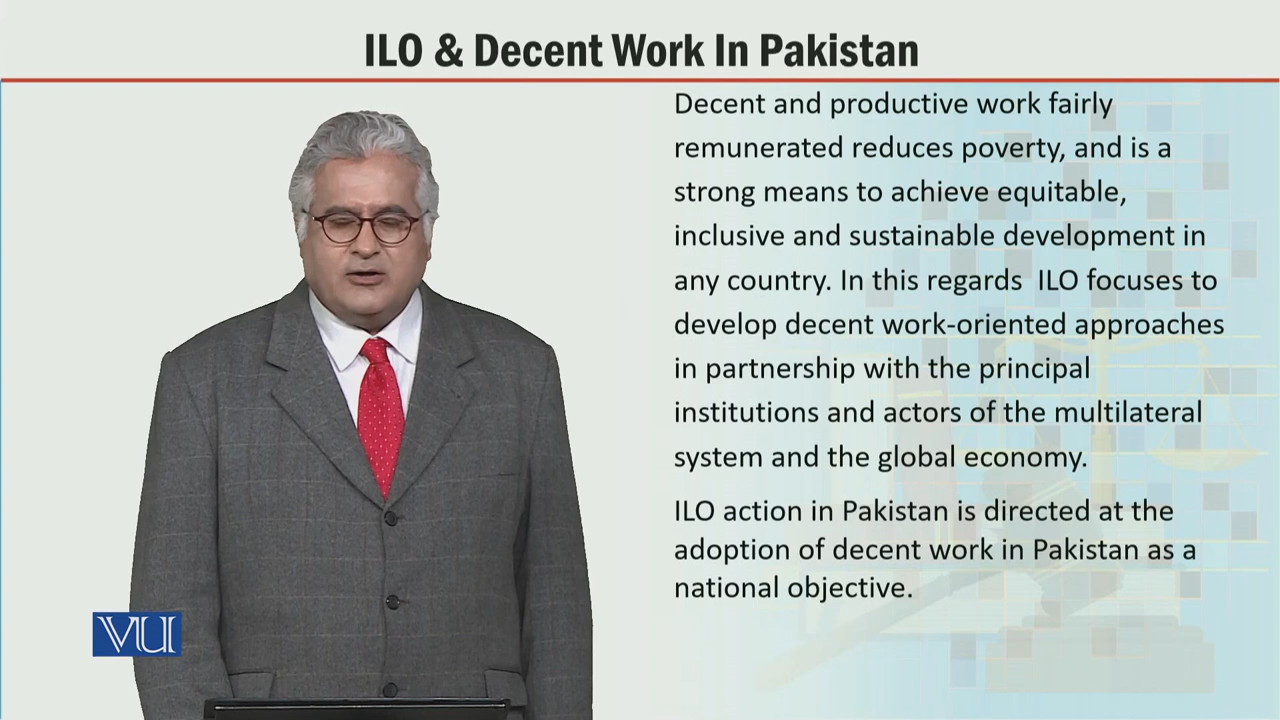 ILO & Decent Work In Pakistan
Decent and productive work fairly
remunerated reduces poverty, and is a
strong means to achieve equitable,
inclusive and sustainable development in
any country. In this regards  ILO focuses to
develop decent work-oriented approaches
in partnership with the principal
institutions and actors of the multilateral
system and the global economy.
ILO action in Pakistan is directed at the
adoption of decent work in Pakistan as a
national objective.
VU